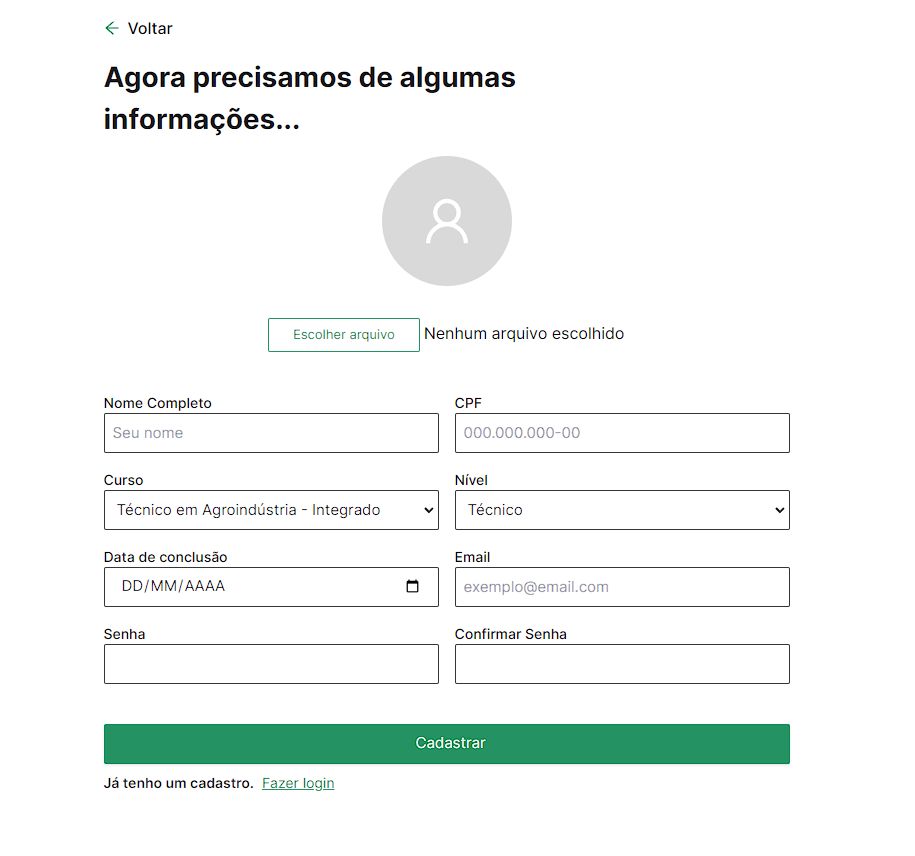 Voltar
Agora precisamos de algumas
informações...
Escolher arquivo Nenhum arquivo escolhido
Nome Completo CPF
Seu nome 000.000.000-00
Curso Nível
Técnico em Agroindústria - Integrado Técnico
Data de conclusão Email
DD/MM/AAAA exemplo@email.com
Senha Confirmar Senha
Cadastrar
Já tenho um cadastro. Fazer login